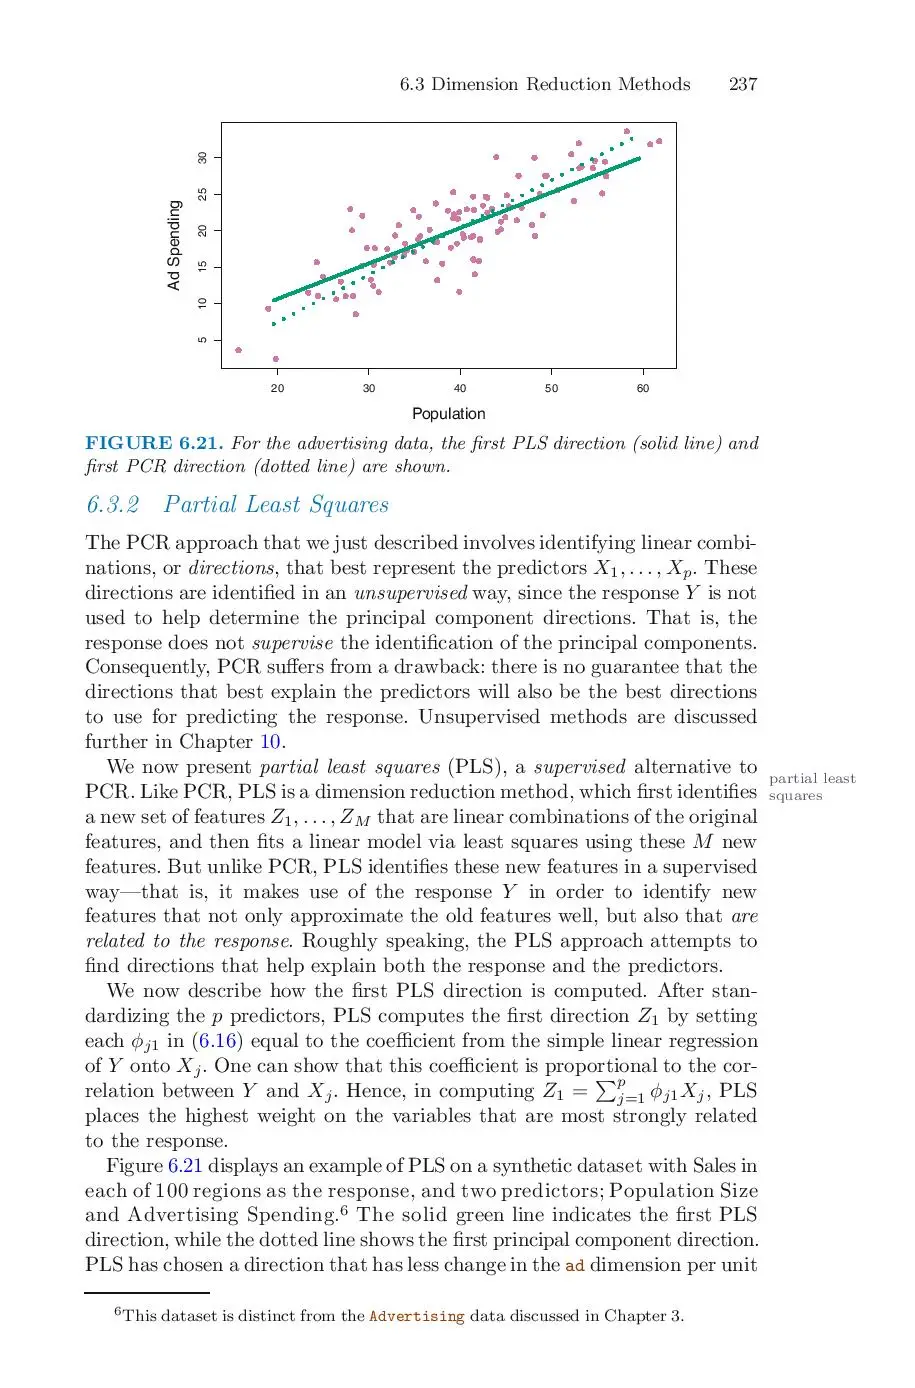 6.3 Dimension Reduction Methods 237
30
25
20
15
10
5
Ad Spending
20 30 40 50 60
Population
FIGURE 6.21. For the advertising data, the first PLS direction (solid line) and
first PCR direction (dotted line) are shown.
6.3.2 Partial Least Squares
The PCR approach that we just described involves identifying linear combi-
nations, or directions, that best represent the predictors X₁, . . . , Xₚ. These
directions are identified in an unsupervised way, since the response Y is not
used to help determine the principal component directions. That is, the
response does not supervise the identification of the principal components.
Consequently, PCR suffers from a drawback: there is no guarantee that the
directions that best explain the predictors will also be the best directions
to use for predicting the response. Unsupervised methods are discussed
further in Chapter 10.
We now present partial least squares (PLS), a supervised alternative to
PCR. Like PCR, PLS is a dimension reduction method, which first identifies
a new set of features Z₁, . . . , Z_M that are linear combinations of the original
features, and then fits a linear model via least squares using these M new
features. But unlike PCR, PLS identifies these new features in a supervised
way—that is, it makes use of the response Y in order to identify new
features that not only approximate the old features well, but also that are
related to the response. Roughly speaking, the PLS approach attempts to
find directions that help explain both the response and the predictors.
partial least
squares
We now describe how the first PLS direction is computed. After stan-
dardizing the p predictors, PLS computes the first direction Z₁ by setting
each ϕⱼ₁ in (6.16) equal to the coefficient from the simple linear regression
of Y onto Xⱼ. One can show that this coefficient is proportional to the cor-
relation between Y and Xⱼ. Hence, in computing Z₁ = ∑ᵖⱼ₌₁ ϕⱼ₁Xⱼ, PLS
places the highest weight on the variables that are most strongly related
to the response.
Figure 6.21 displays an example of PLS on a synthetic dataset with Sales in
each of 100 regions as the response, and two predictors; Population Size
and Advertising Spending.⁶ The solid green line indicates the first PLS
direction, while the dotted line shows the first principal component direction.
PLS has chosen a direction that has less change in the ad dimension per unit
⁶This dataset is distinct from the Advertising data discussed in Chapter 3.